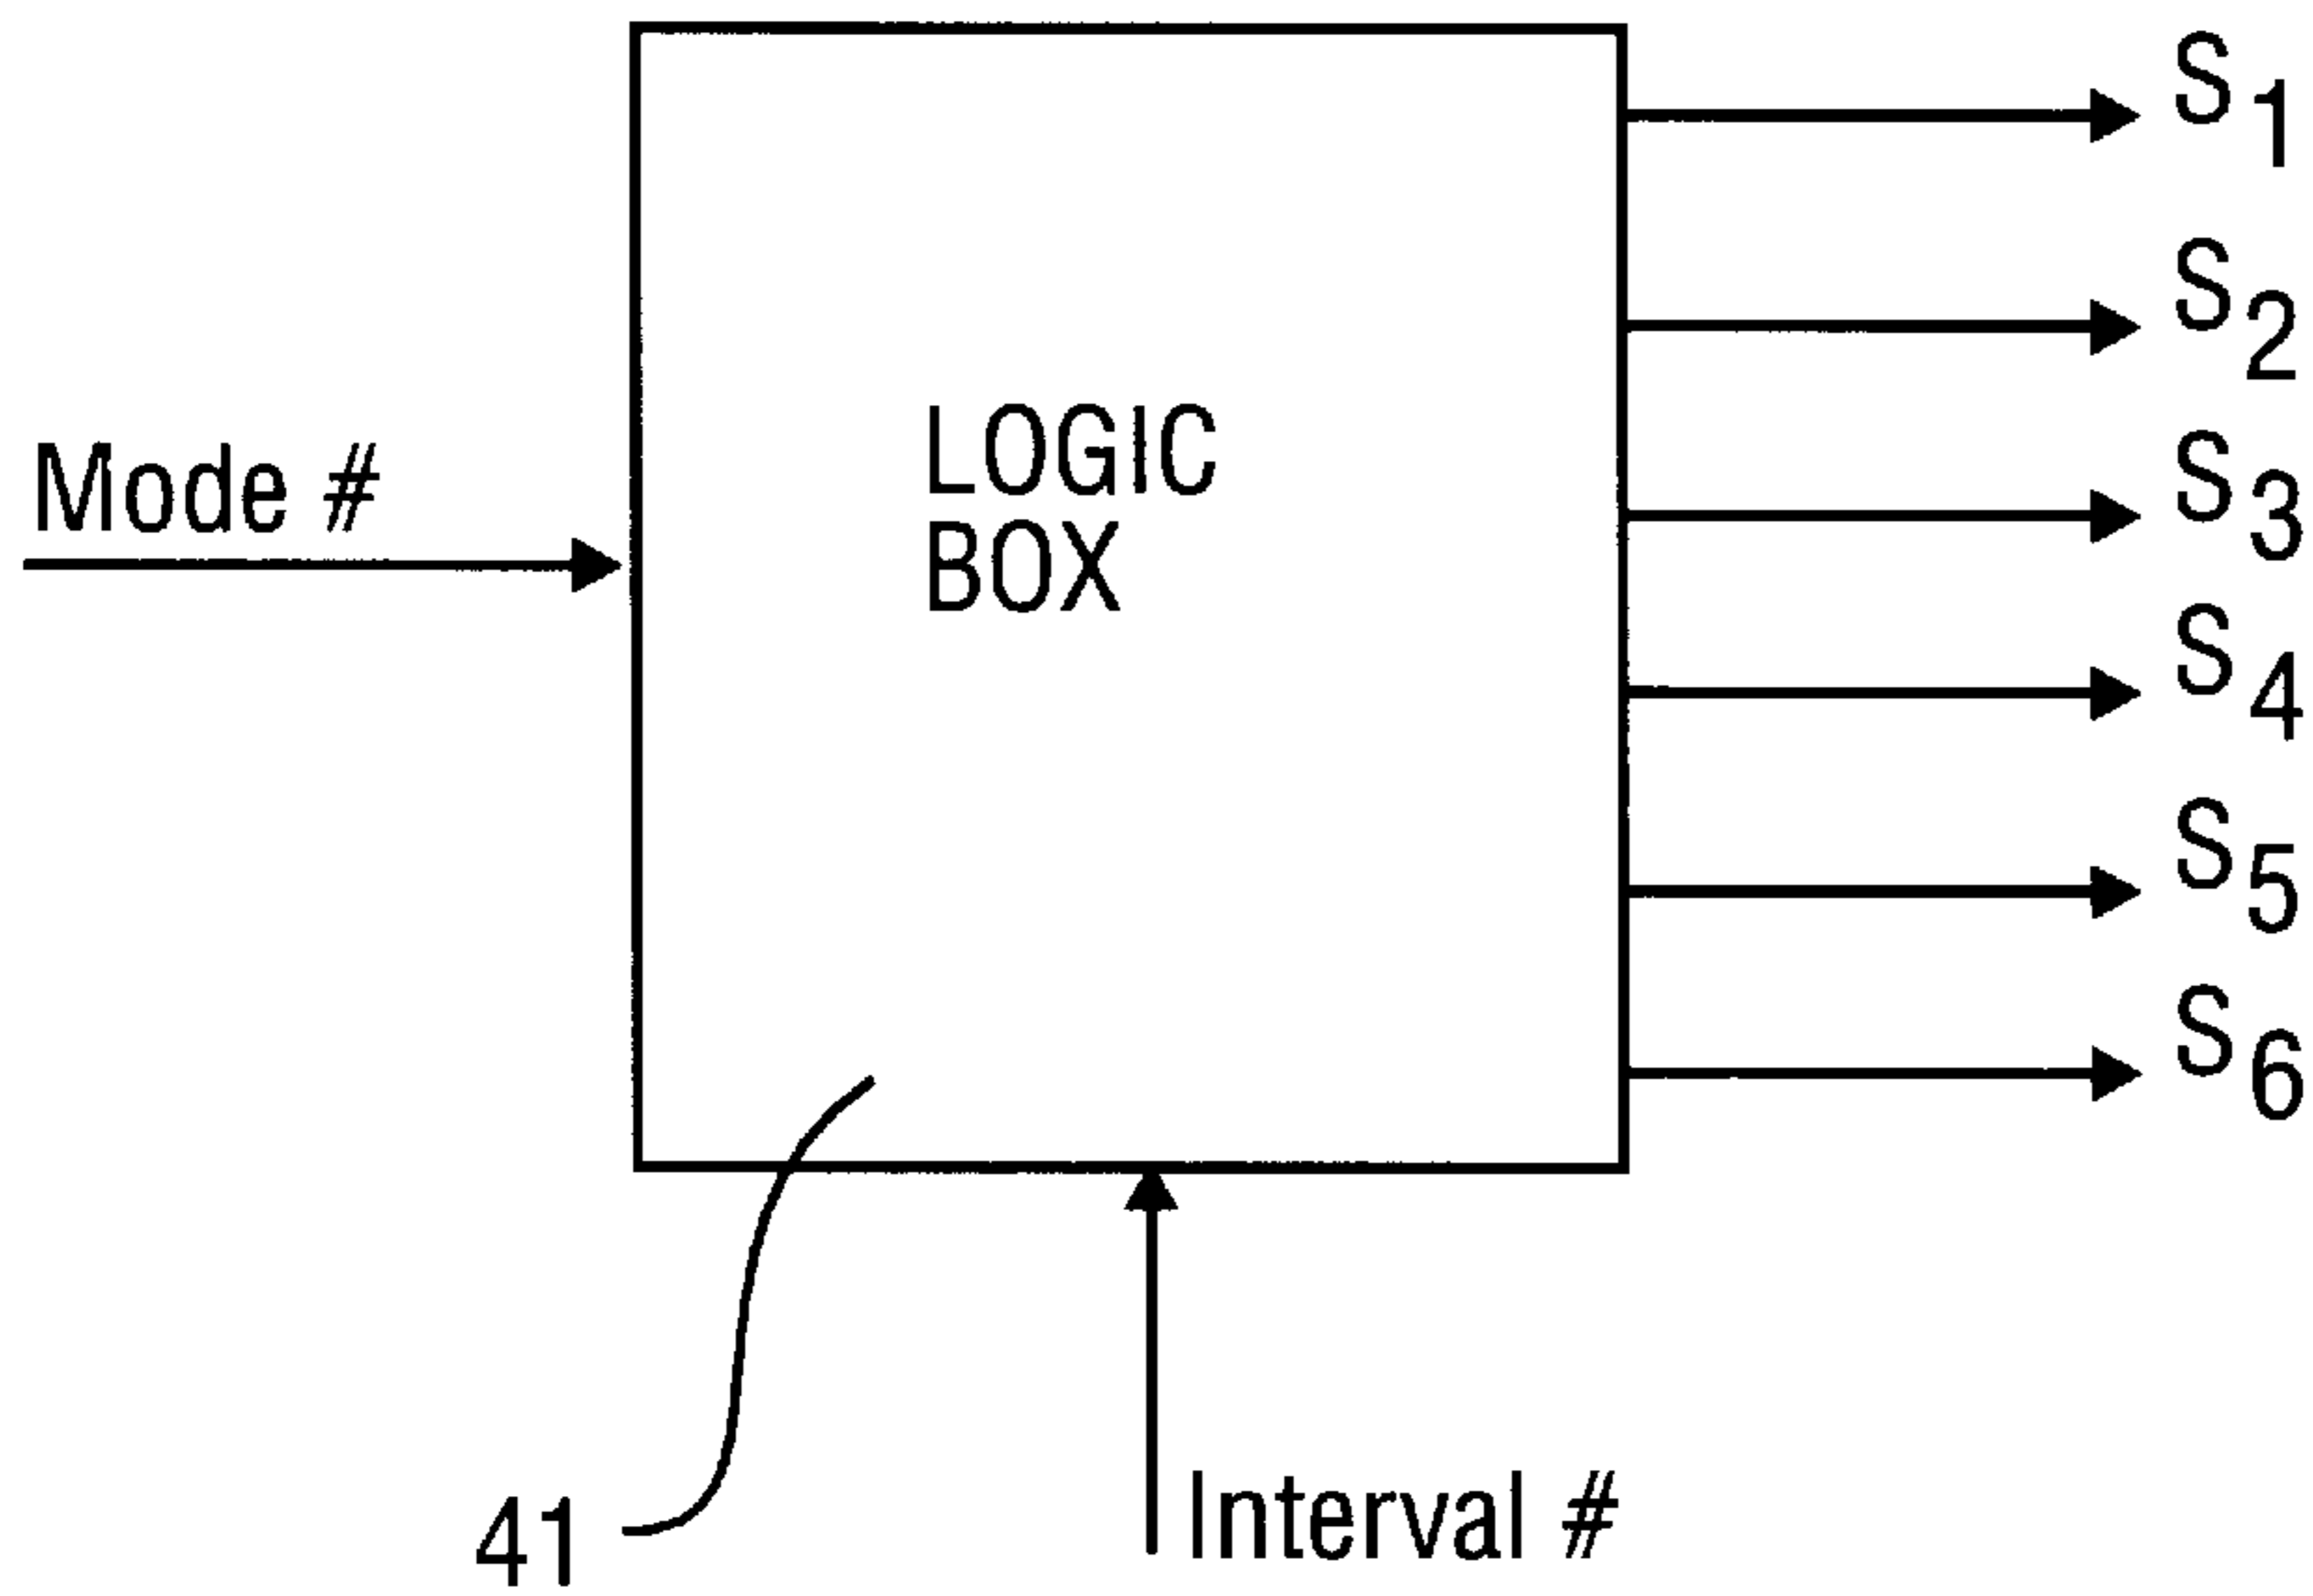 S1
S2
Mode #
LOGIC
BOX
S3
S4
S5
S6
41
Interval #